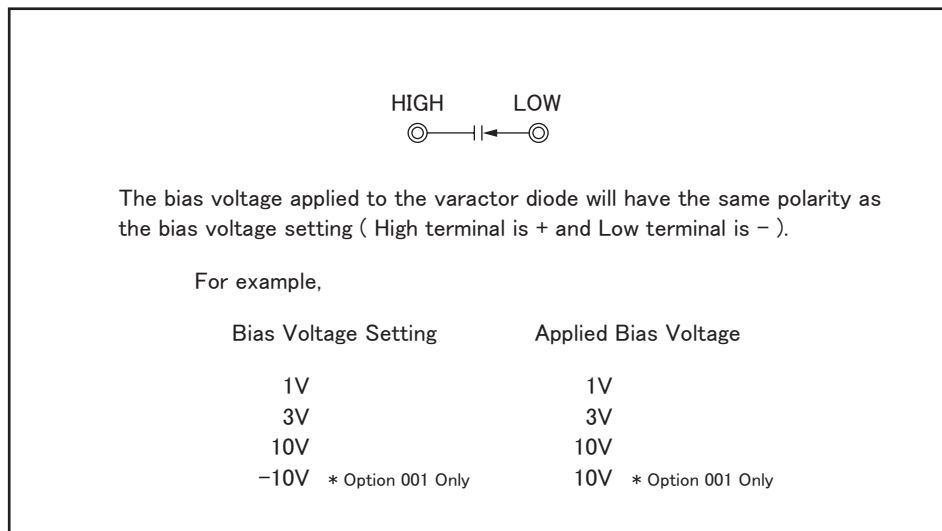 HIGH LOW
The bias voltage applied to the varactor diode will have the same polarity as
the bias voltage setting ( High terminal is + and Low terminal is − ).
For example,
Bias Voltage Setting Applied Bias Voltage
1V 1V
3V 3V
10V 10V
−10V * Option 001 Only 10V * Option 001 Only